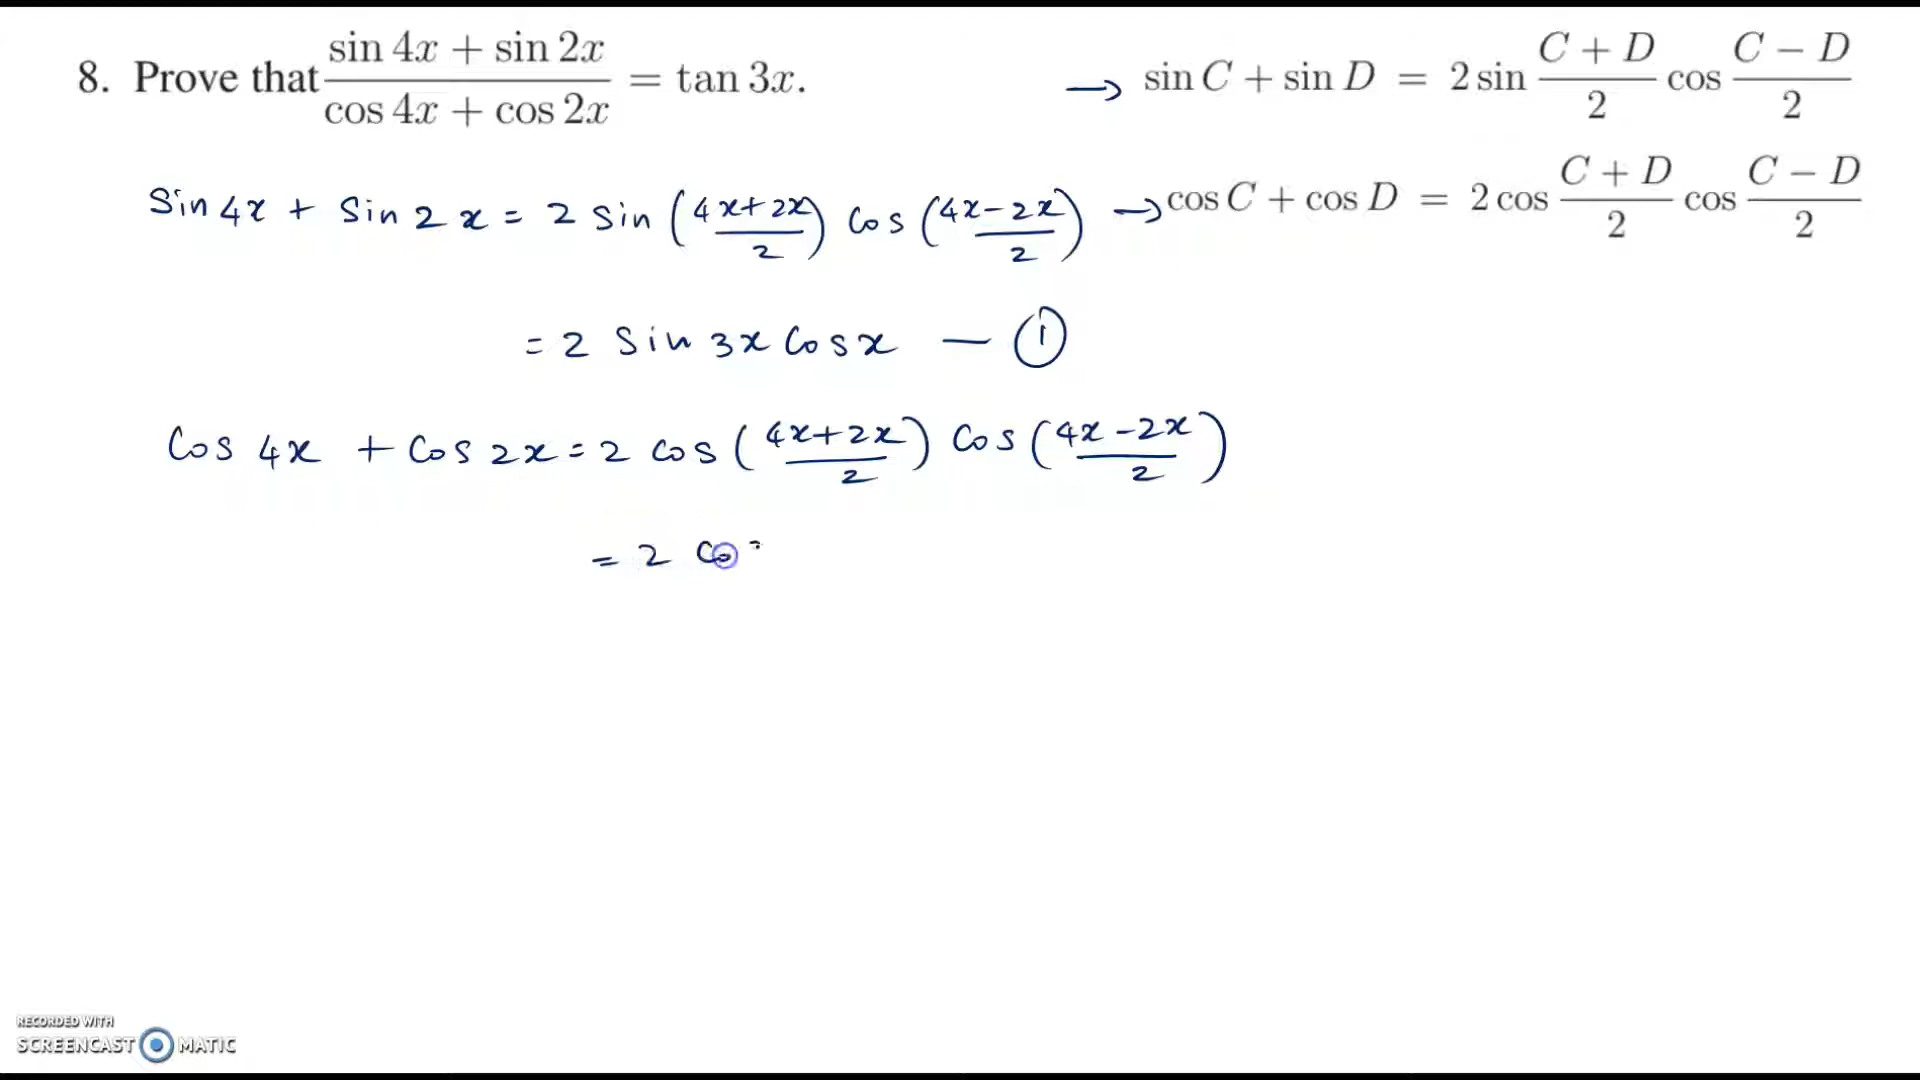 8. Prove that (sin 4x + sin 2x)/(cos 4x + cos 2x) = tan 3x.
→ sin C + sin D = 2 sin (C + D)/2 cos (C − D)/2
→ cos C + cos D = 2 cos (C + D)/2 cos (C − D)/2
Sin 4x + Sin 2x = 2 sin ((4x+2x)/2) cos ((4x−2x)/2)
= 2 Sin 3x Cos x — ①
Cos 4x + Cos 2x = 2 cos ((4x+2x)/2) Cos ((4x−2x)/2)
= 2 Co
RECORDED WITH
SCREENCAST MATIC